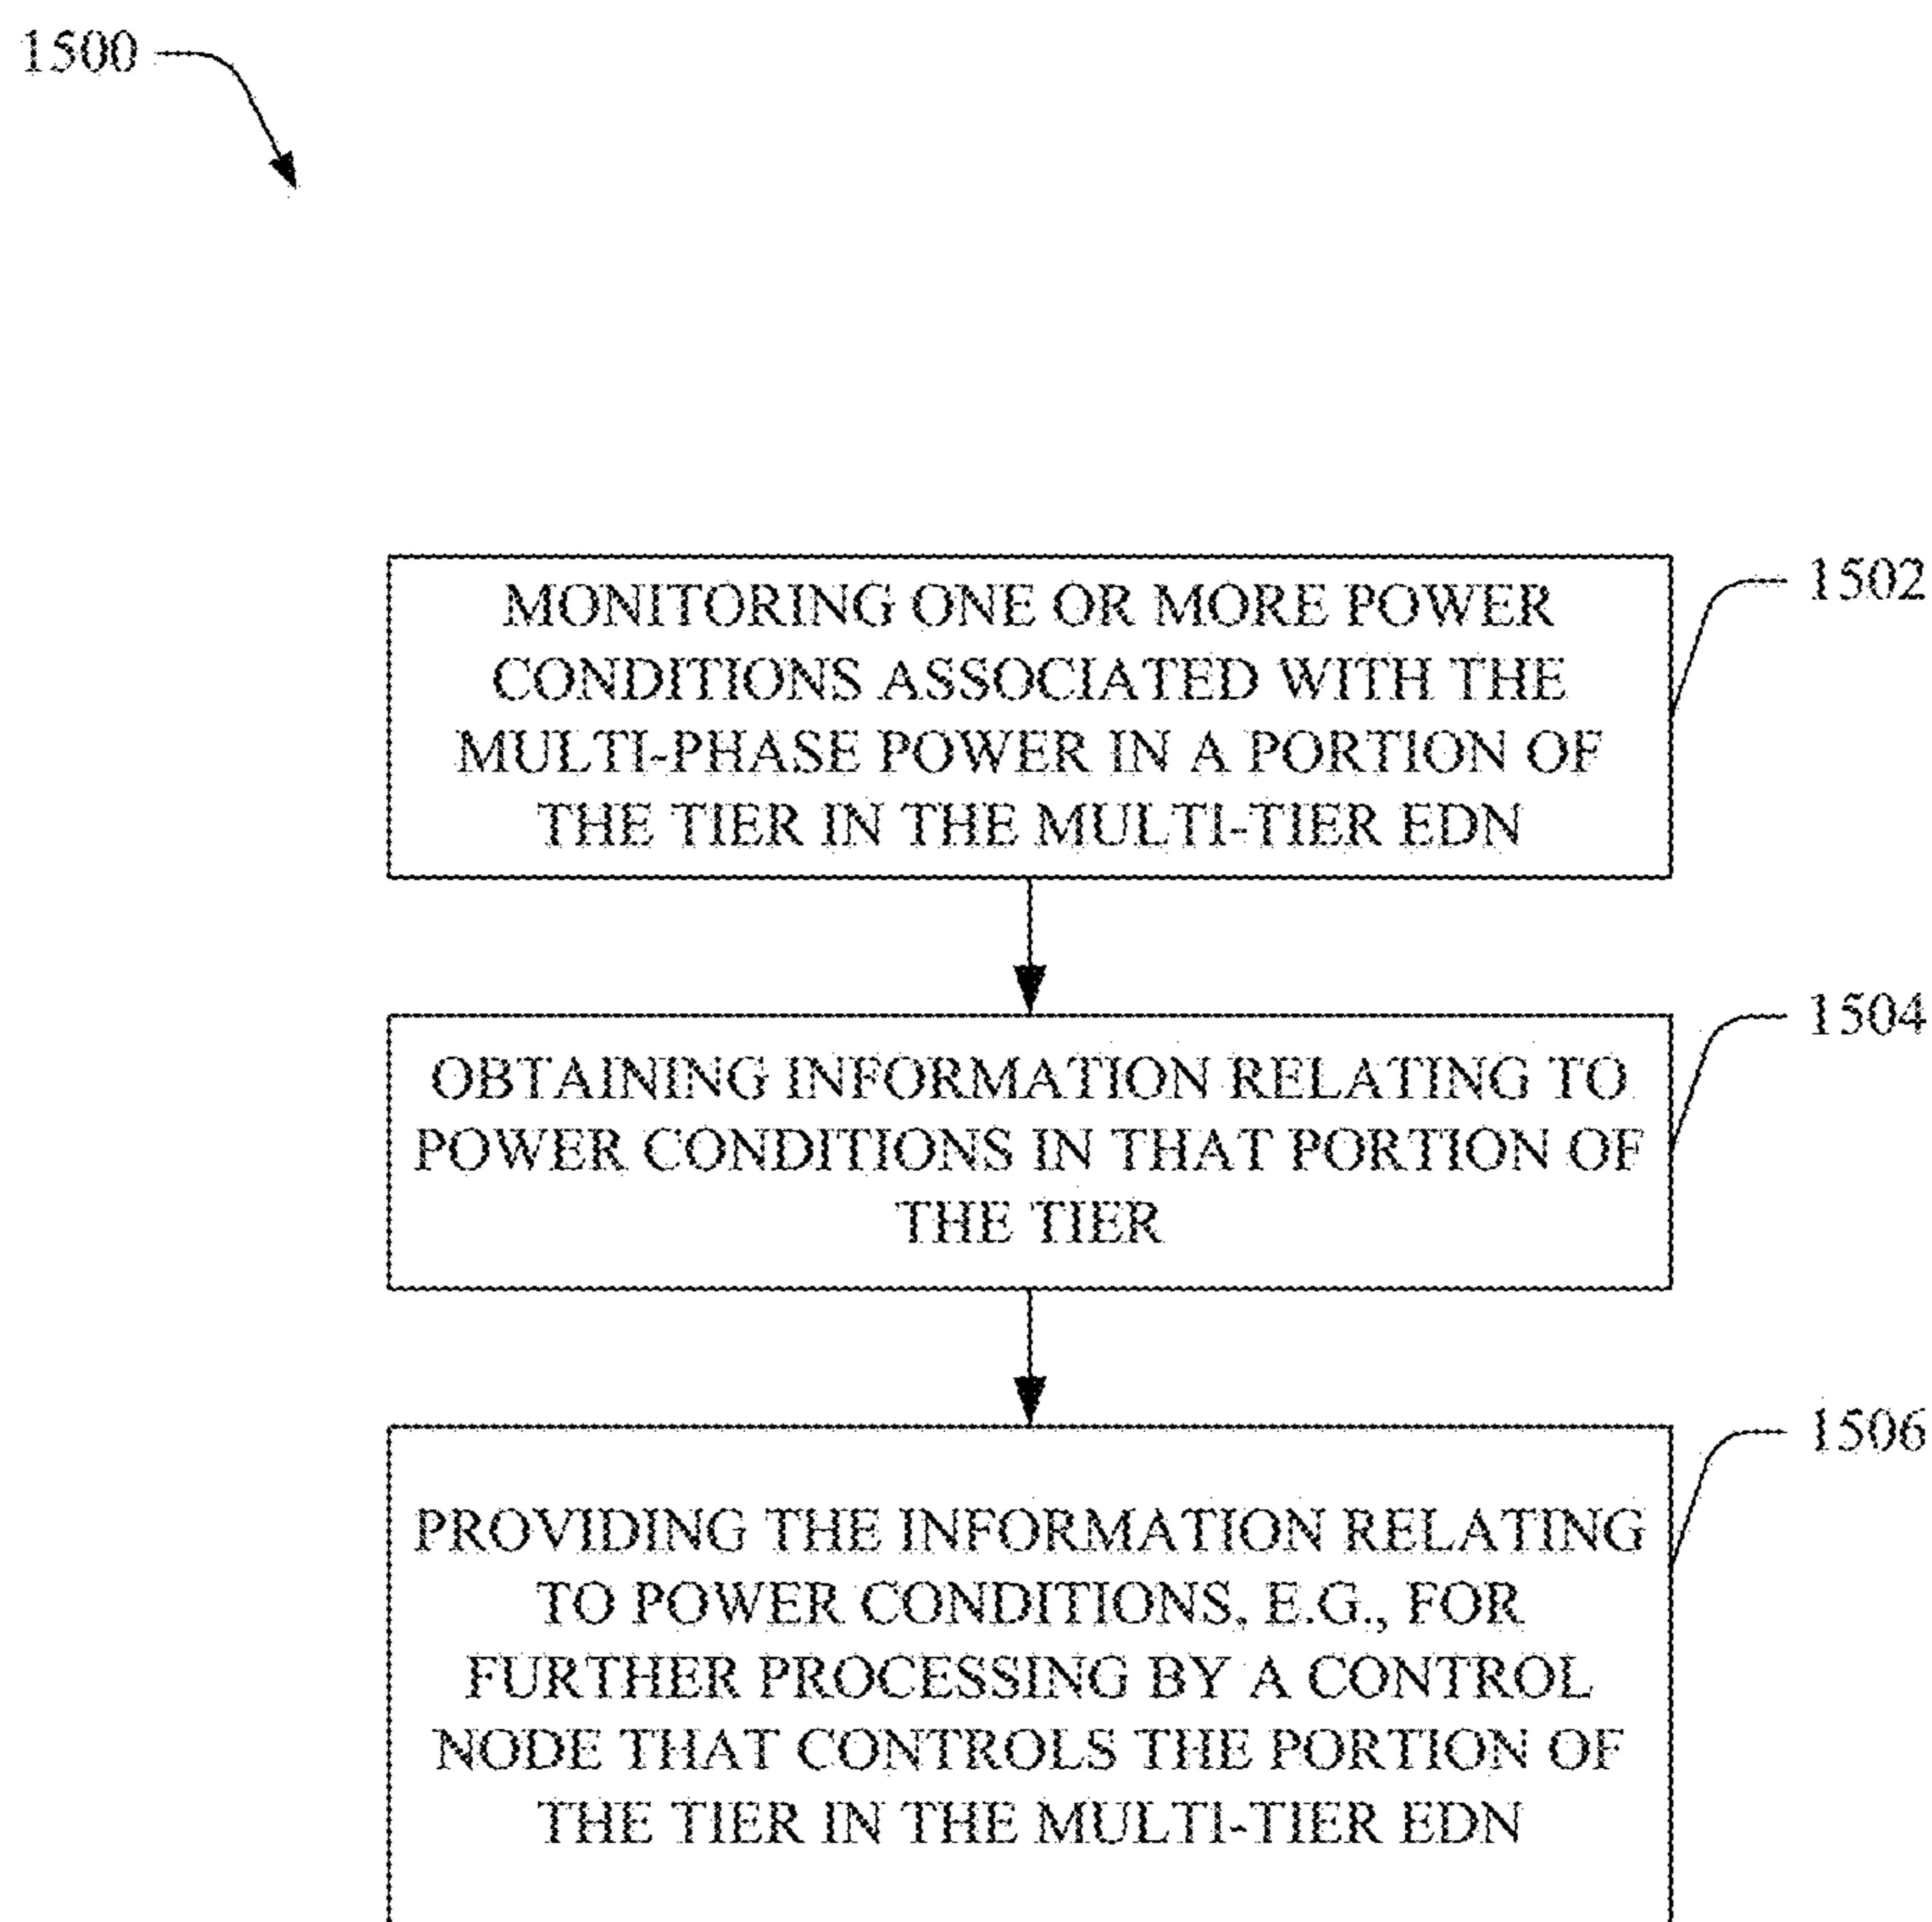 1500
MONITORING ONE OR MORE POWER
CONDITIONS ASSOCIATED WITH THE
MULTI-PHASE POWER IN A PORTION OF
THE TIER IN THE MULTI-TIER EDN
1502
OBTAINING INFORMATION RELATING TO
POWER CONDITIONS IN THAT PORTION OF
THE TIER
1504
PROVIDING THE INFORMATION RELATING
TO POWER CONDITIONS, E.G., FOR
FURTHER PROCESSING BY A CONTROL
NODE THAT CONTROLS THE PORTION OF
THE TIER IN THE MULTI-TIER EDN
1506